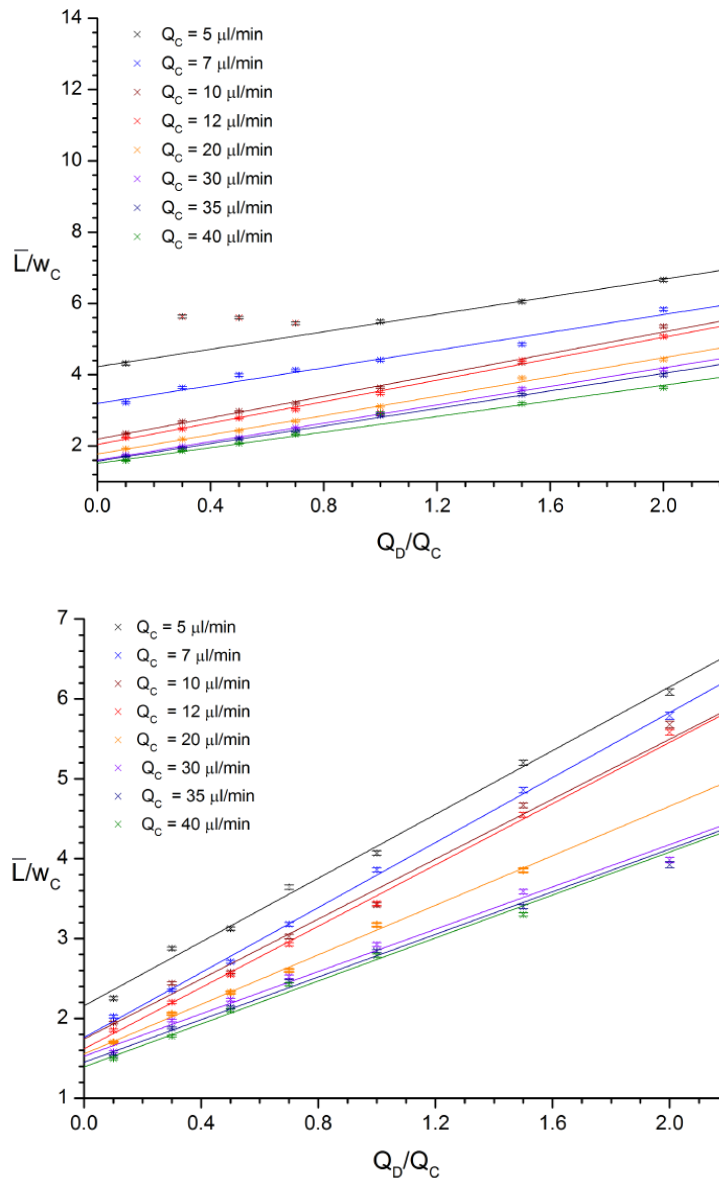 14
12
10
8
6
4
2
L̅/w_C
Q_C = 5 μl/min
Q_C = 7 μl/min
Q_C = 10 μl/min
Q_C = 12 μl/min
Q_C = 20 μl/min
Q_C = 30 μl/min
Q_C = 35 μl/min
Q_C = 40 μl/min
0.0 0.4 0.8 1.2 1.6 2.0
Q_D/Q_C
7
6
5
4
3
2
1
L̅/w_C
Q_C = 5 μl/min
Q_C = 7 μl/min
Q_C = 10 μl/min
Q_C = 12 μl/min
Q_C = 20 μl/min
Q_C = 30 μl/min
Q_C = 35 μl/min
Q_C = 40 μl/min
0.0 0.4 0.8 1.2 1.6 2.0
Q_D/Q_C